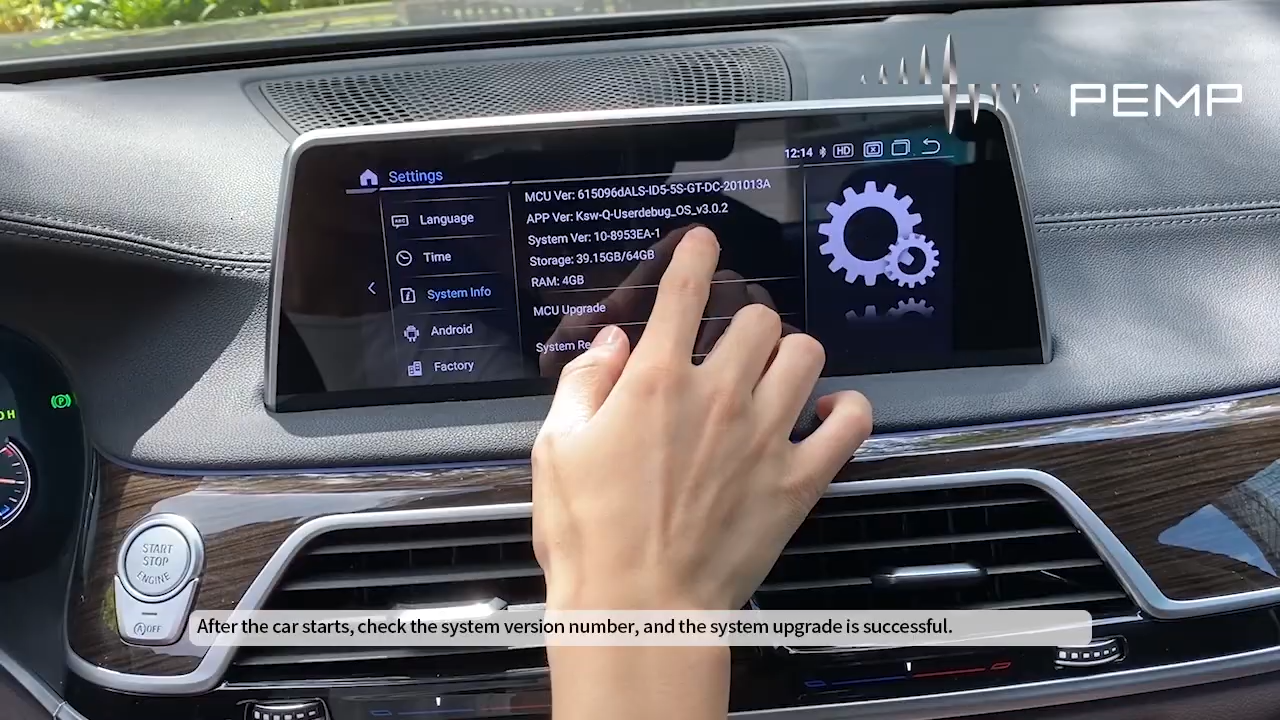 PEMP
12:14
HD
Settings
Language
Time
System Info
Android
Factory
MCU Ver: 615096dALS-ID5-5S-GT-DC-201013A
APP Ver: Ksw-Q-Userdebug_OS_v3.0.2
System Ver: 10-8953EA-1
Storage: 39.15GB/64GB
RAM: 4GB
MCU Upgrade
System Re
START
STOP
ENGINE
A OFF
After the car starts, check the system version number, and the system upgrade is successful.